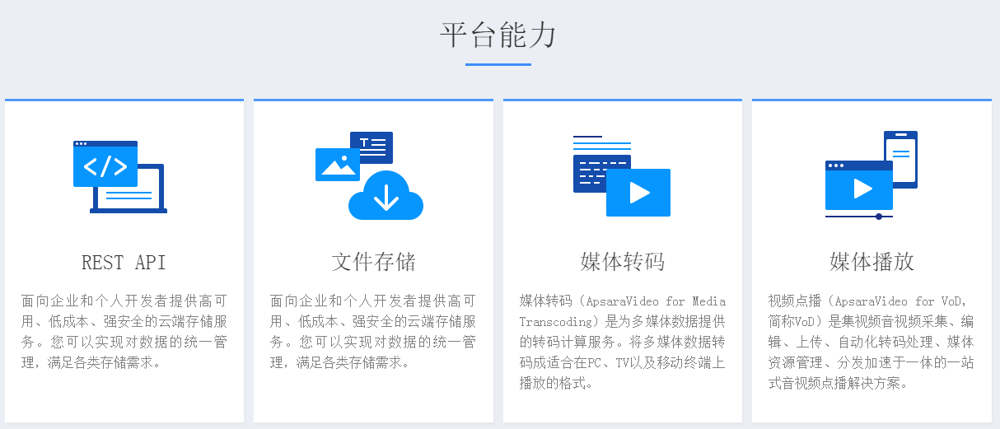 平台能力
REST API
面向企业和个人开发者提供高可
用、低成本、强安全的云端存储服
务。您可以实现对数据的统一管
理，满足各类存储需求。
文件存储
面向企业和个人开发者提供高可
用、低成本、强安全的云端存储服
务。您可以实现对数据的统一管
理，满足各类存储需求。
媒体转码
媒体转码（ApsaraVideo for Media
Transcoding）是为多媒体数据提供
的转码计算服务。将多媒体数据转
码成适合在PC、TV以及移动终端上
播放的格式。
媒体播放
视频点播（ApsaraVideo for VoD，
简称VoD）是集视频音视频采集、编
辑、上传、自动化转码处理、媒体
资源管理、分发加速于一体的一站
式音视频点播解决方案。